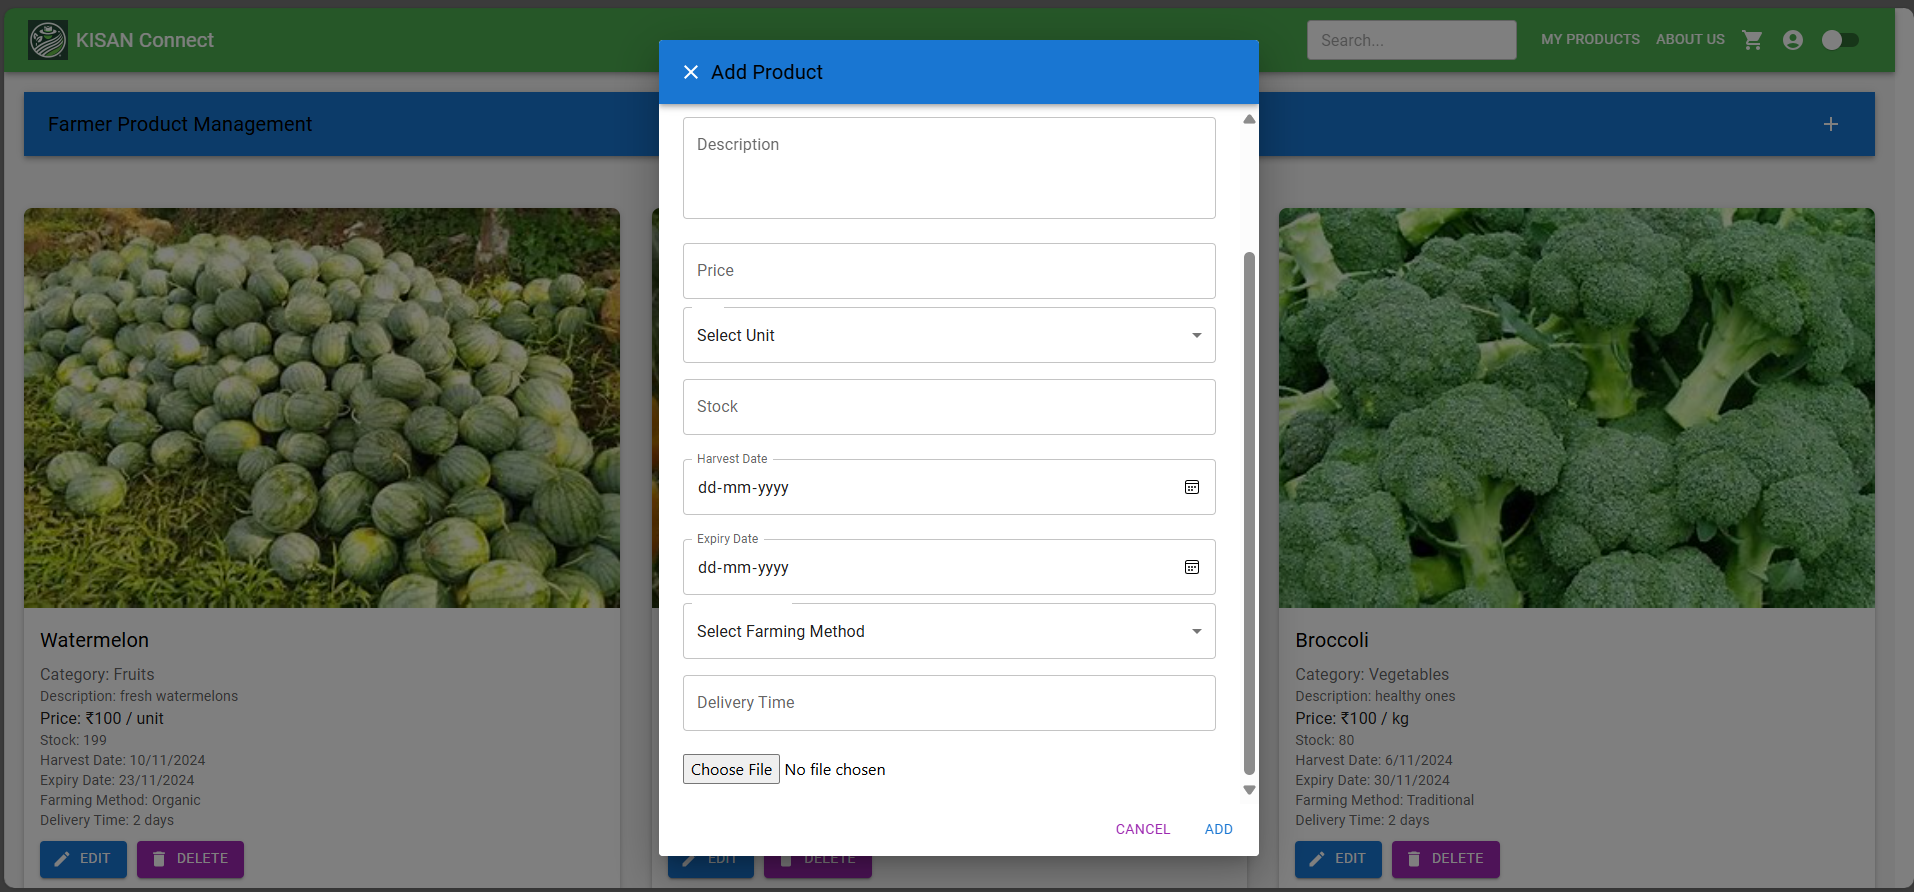 KISAN Connect
Search...
MY PRODUCTS
ABOUT US
Farmer Product Management
Add Product
Description
Price
Select Unit
Stock
Harvest Date
dd-mm-yyyy
Expiry Date
dd-mm-yyyy
Select Farming Method
Delivery Time
Choose File No file chosen
CANCEL
ADD
Watermelon
Category: Fruits
Description: fresh watermelons
Price: ₹100 / unit
Stock: 199
Harvest Date: 10/11/2024
Expiry Date: 23/11/2024
Farming Method: Organic
Delivery Time: 2 days
EDIT
DELETE
EDIT
DELETE
Broccoli
Category: Vegetables
Description: healthy ones
Price: ₹100 / kg
Stock: 80
Harvest Date: 6/11/2024
Expiry Date: 30/11/2024
Farming Method: Traditional
Delivery Time: 2 days
EDIT
DELETE